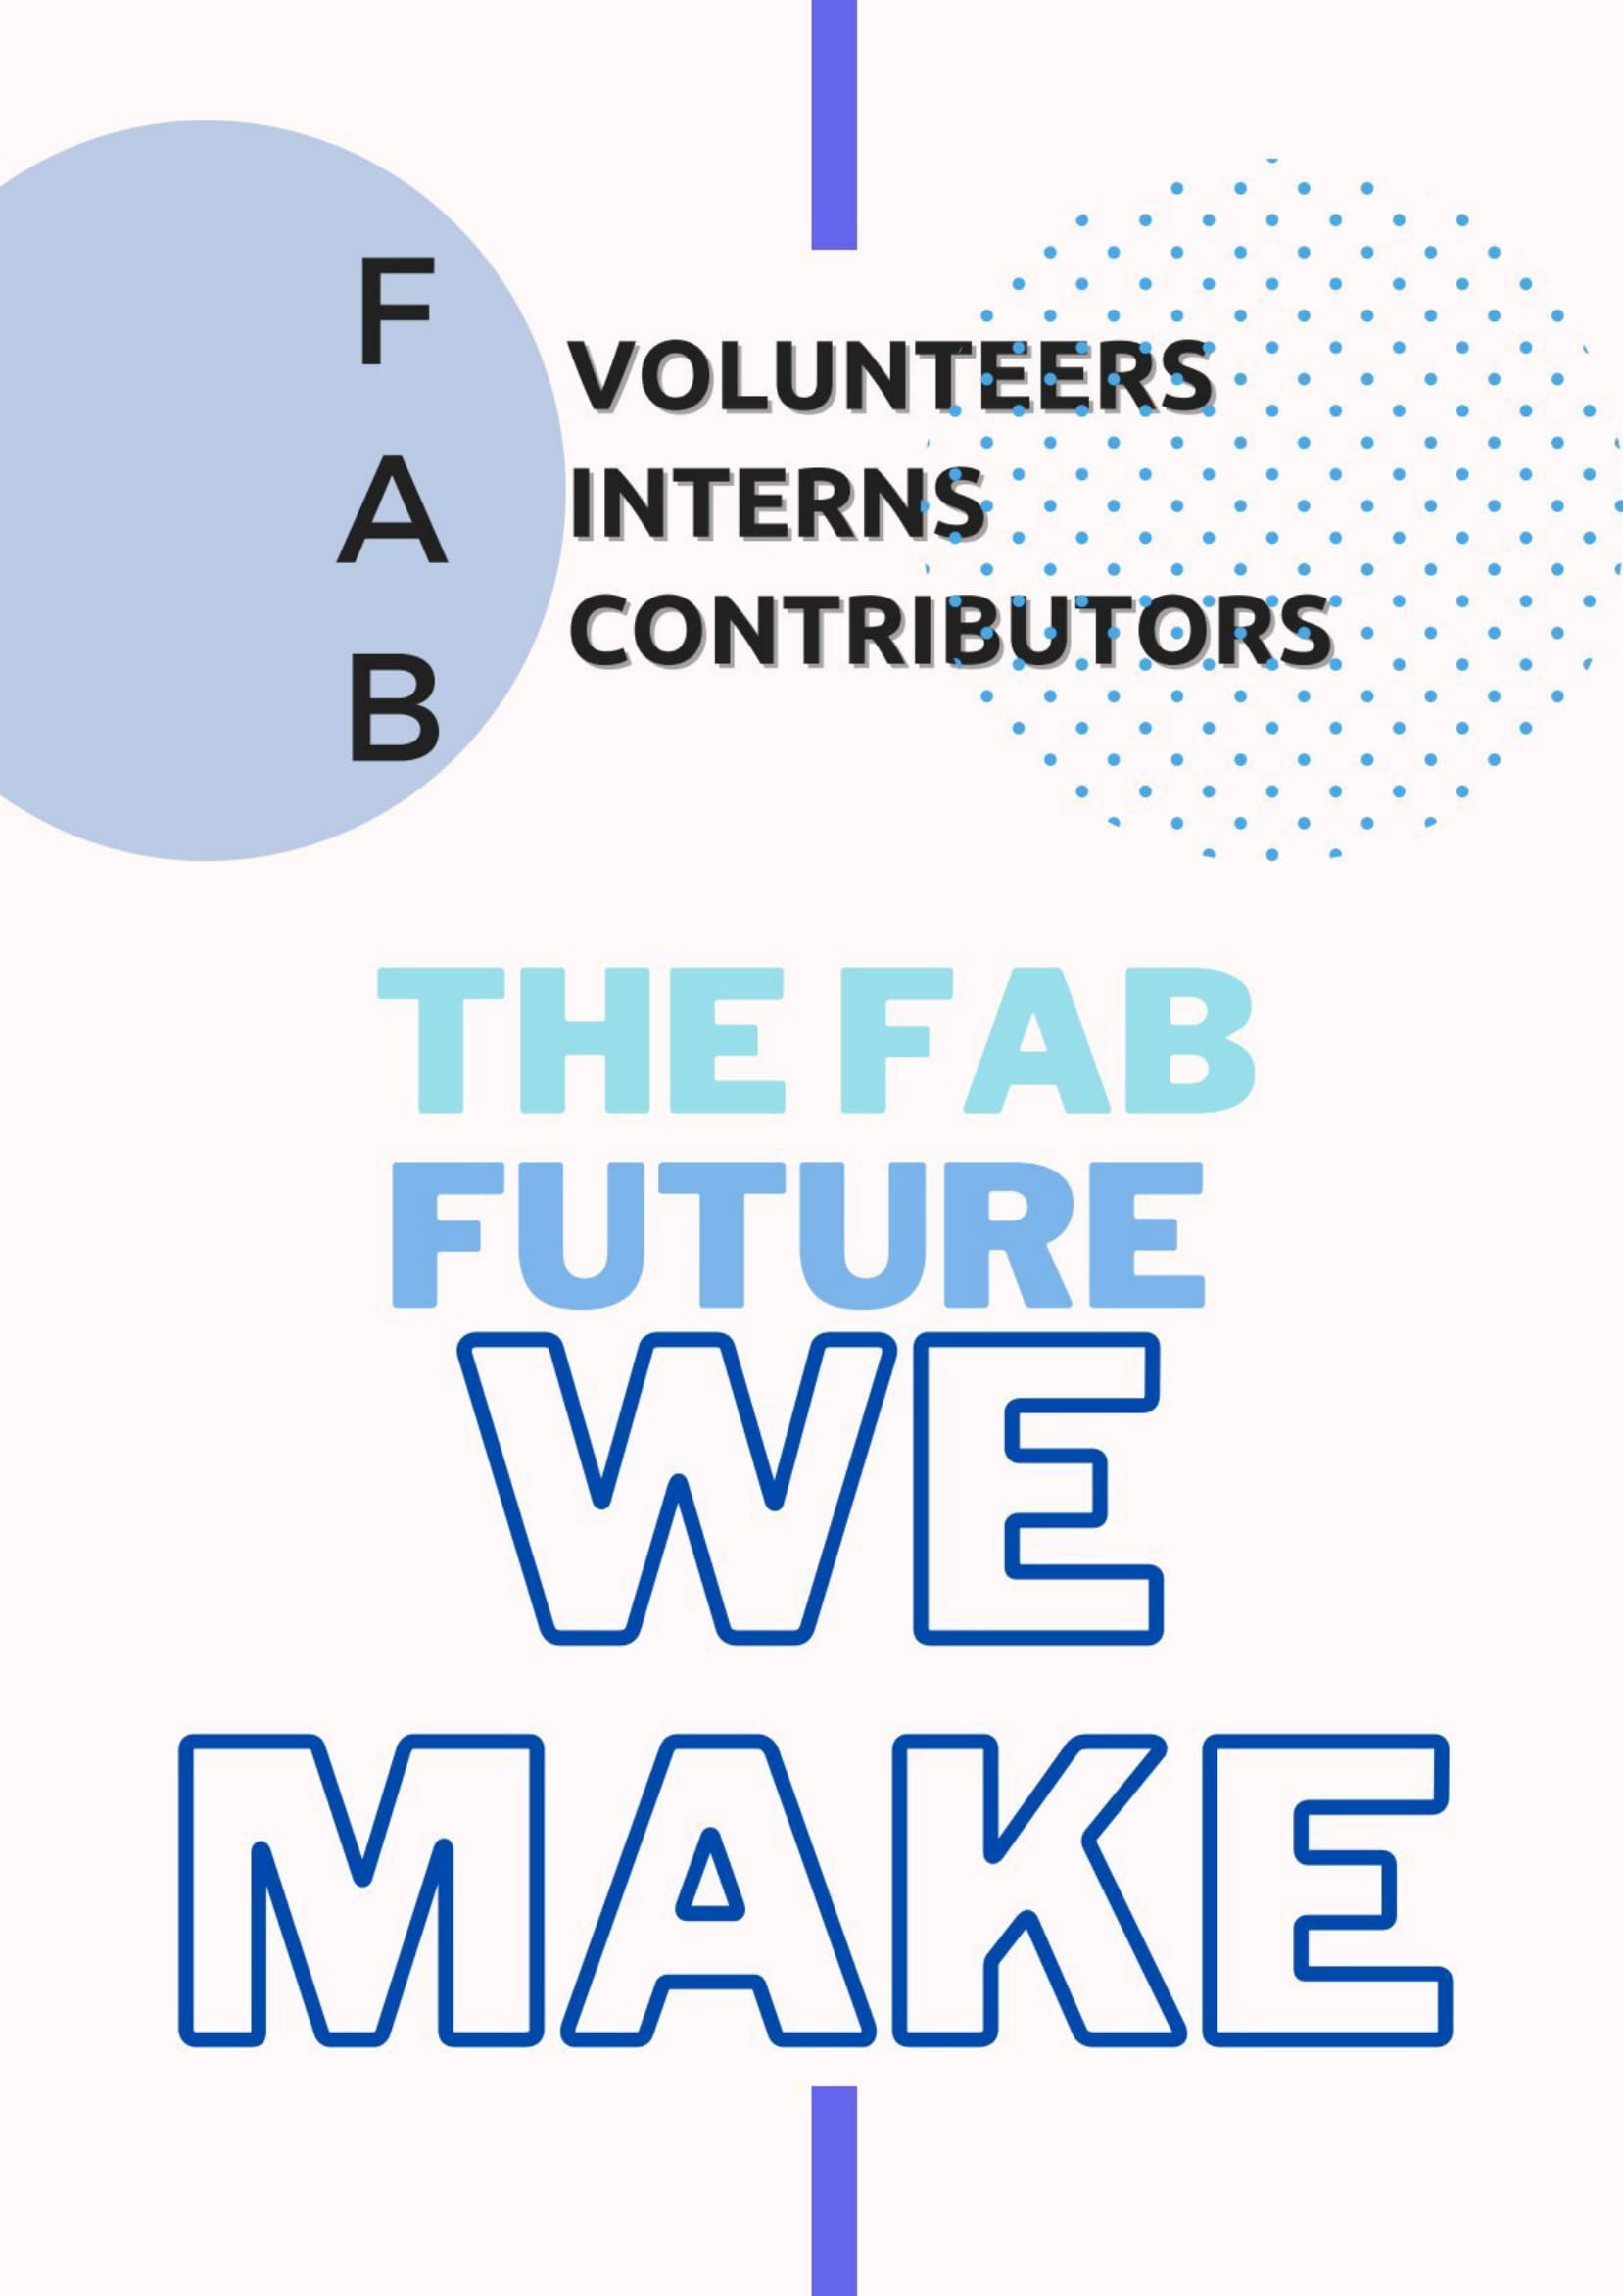 F
A
B
VOLUNTEERS
INTERNS
CONTRIBUTORS
THE FAB
FUTURE
WE
MAKE